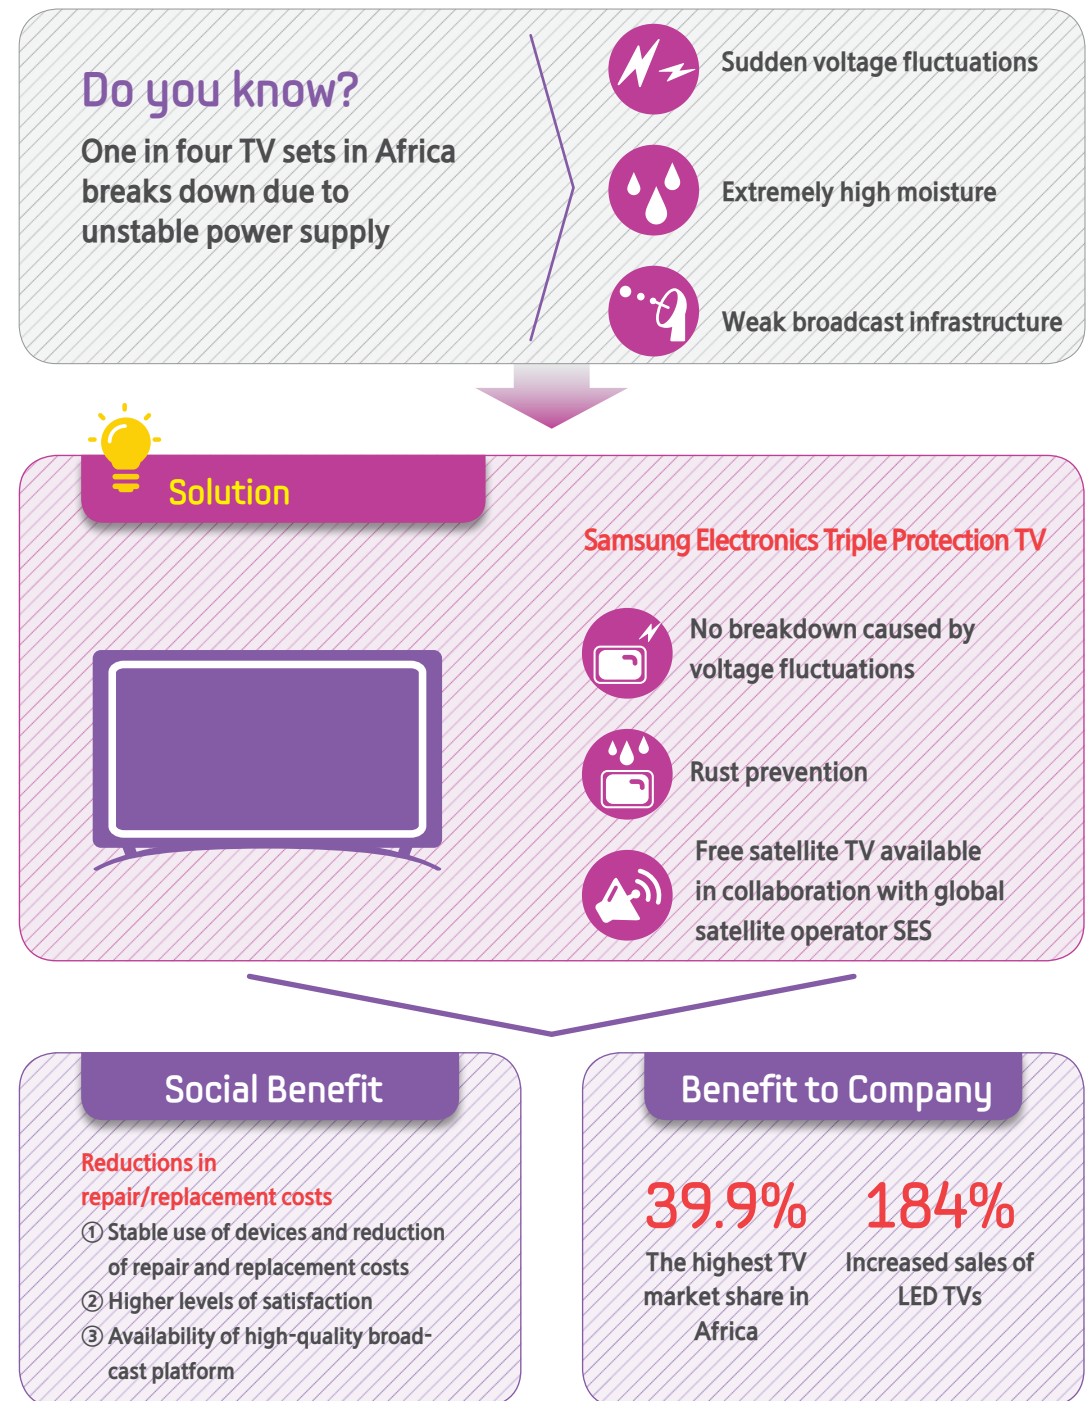 Do you know?
One in four TV sets in Africa
breaks down due to
unstable power supply
Sudden voltage fluctuations
Extremely high moisture
Weak broadcast infrastructure
Solution
Samsung Electronics Triple Protection TV
No breakdown caused by
voltage fluctuations
Rust prevention
Free satellite TV available
in collaboration with global
satellite operator SES
Social Benefit
Reductions in
repair/replacement costs
① Stable use of devices and reduction
of repair and replacement costs
② Higher levels of satisfaction
③ Availability of high-quality broad-
cast platform
Benefit to Company
39.9%
The highest TV
market share in
Africa
184%
Increased sales of
LED TVs